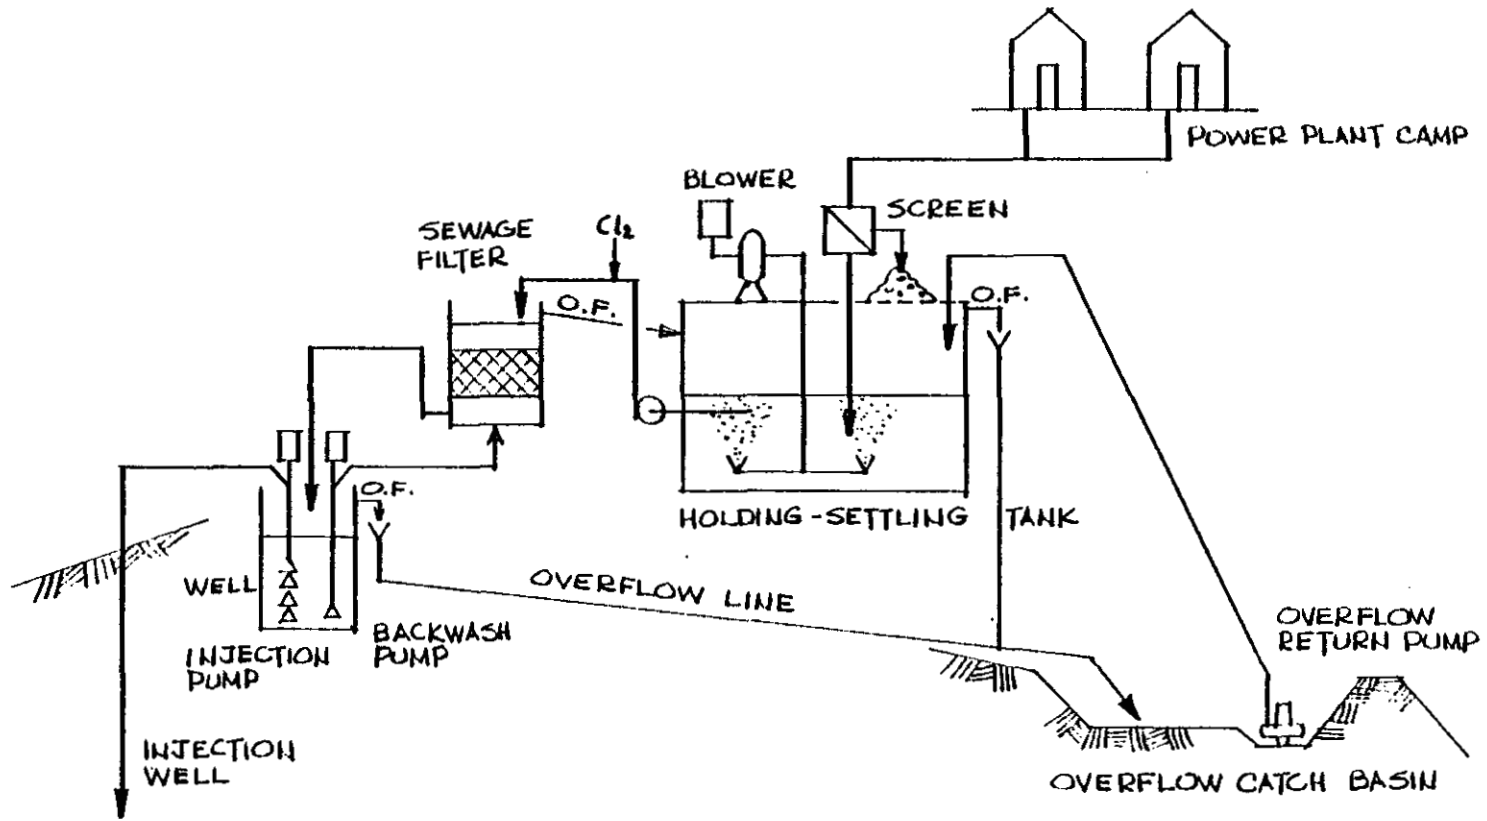 POWER PLANT CAMP
BLOWER
SCREEN
SEWAGE
FILTER
Cl₂
O.F.
O.F.
HOLDING-SETTLING TANK
O.F.
WELL
OVERFLOW LINE
BACKWASH
PUMP
INJECTION
PUMP
OVERFLOW
RETURN PUMP
INJECTION
WELL
OVERFLOW CATCH BASIN